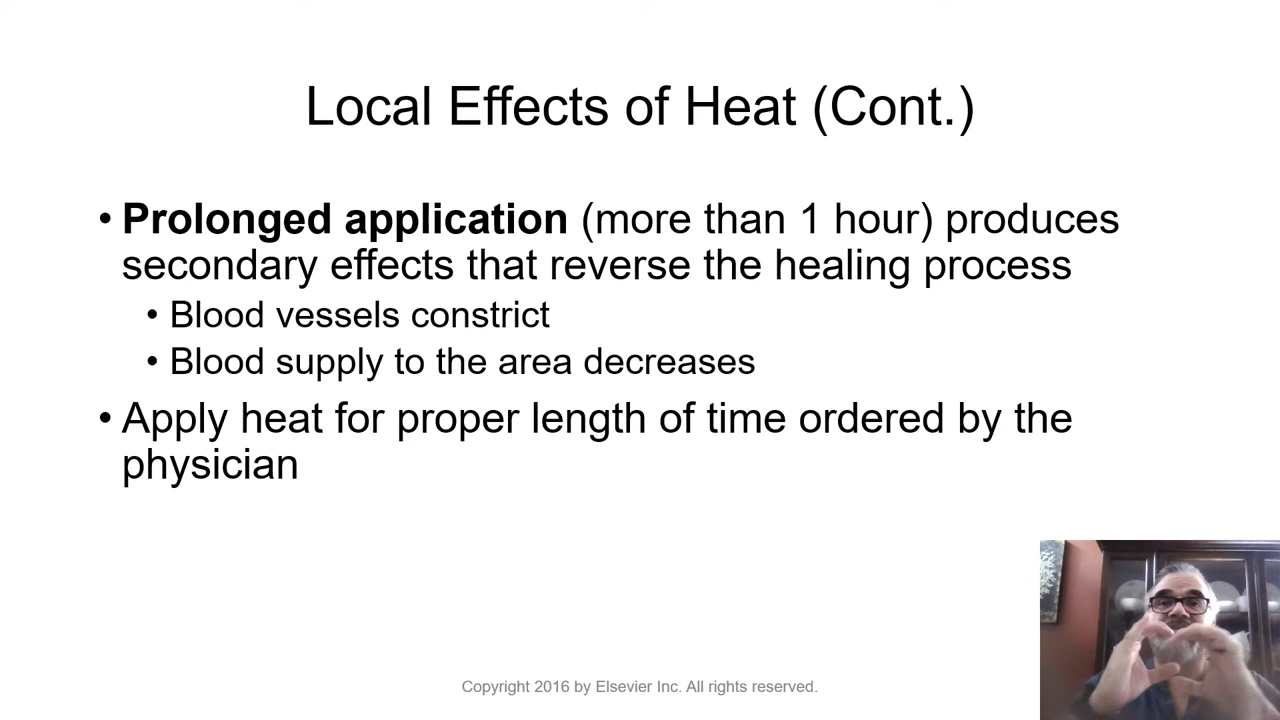 Local Effects of Heat (Cont.)
• Prolonged application (more than 1 hour) produces
secondary effects that reverse the healing process
• Blood vessels constrict
• Blood supply to the area decreases
• Apply heat for proper length of time ordered by the
physician
Copyright 2016 by Elsevier Inc. All rights reserved.